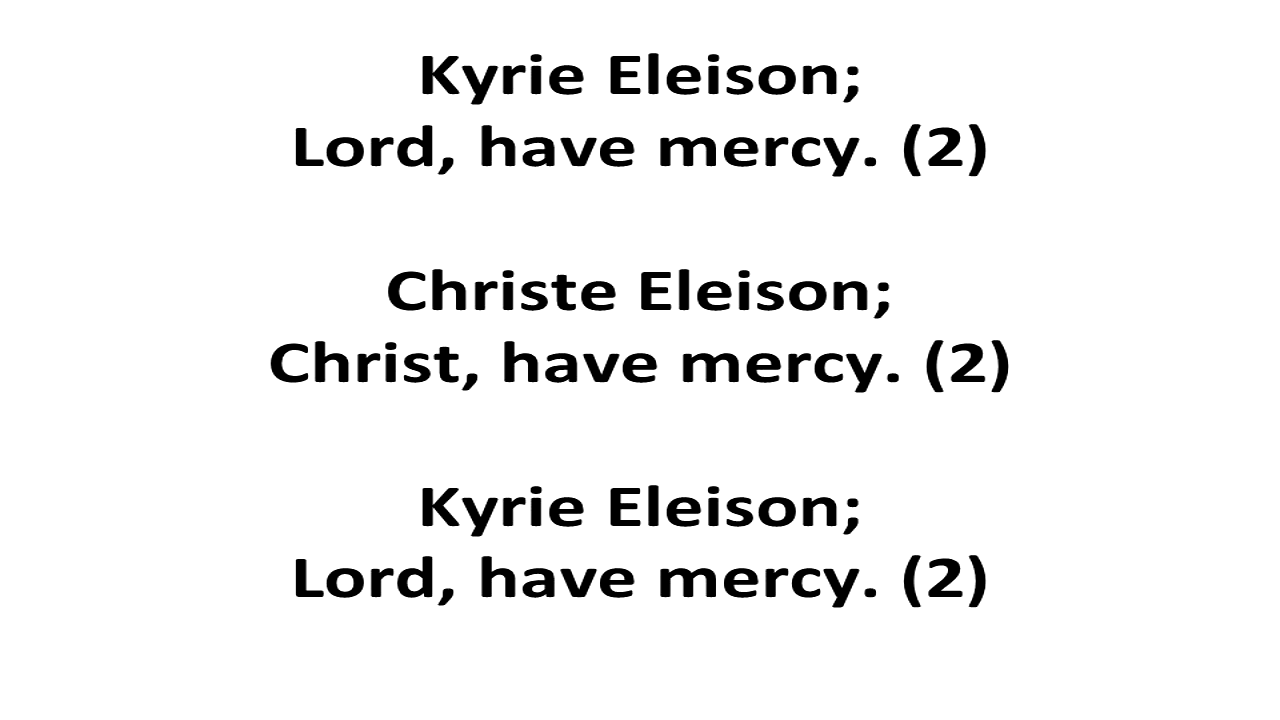 Kyrie Eleison;
Lord, have mercy. (2)
Christe Eleison;
Christ, have mercy. (2)
Kyrie Eleison;
Lord, have mercy. (2)